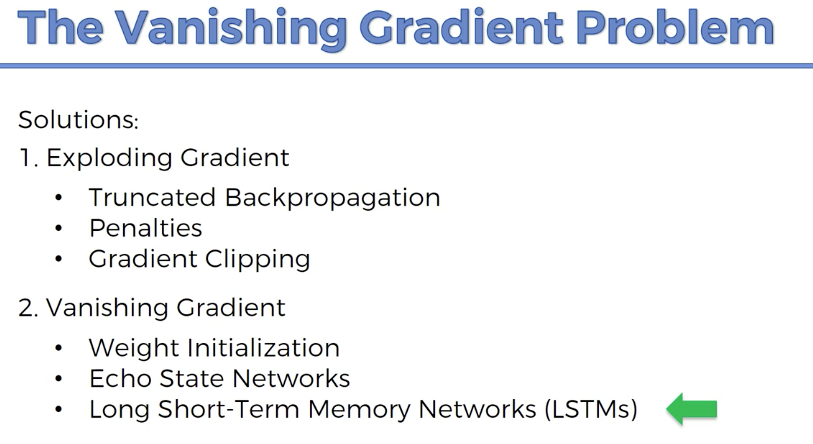 The Vanishing Gradient Problem
Solutions:
1. Exploding Gradient
• Truncated Backpropagation
• Penalties
• Gradient Clipping
2. Vanishing Gradient
• Weight Initialization
• Echo State Networks
• Long Short-Term Memory Networks (LSTMs)